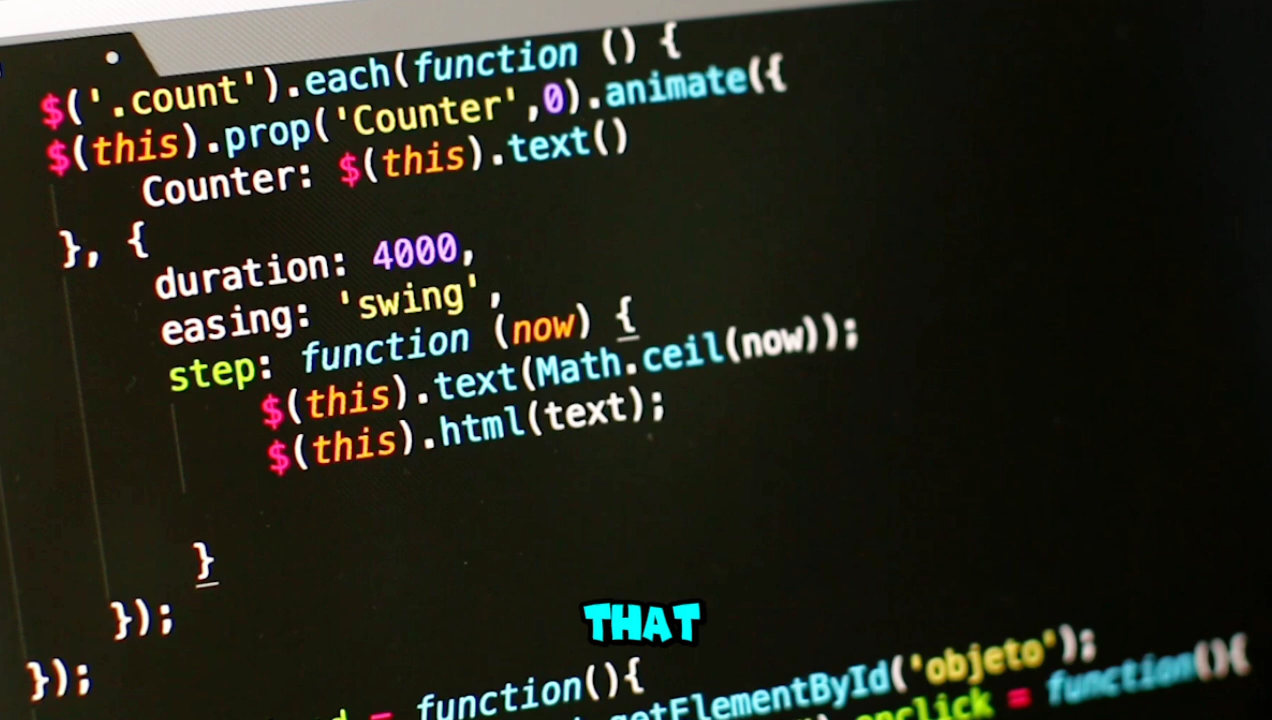 $('.count').each(function () {
$(this).prop('Counter',0).animate({
Counter: $(this).text()
}, {
duration: 4000,
easing: 'swing',
step: function (now) {
$(this).text(Math.ceil(now));
$(this).html(text);
}
});
});
THAT
= function(){
getElementById('objeto');
onclick = function(){